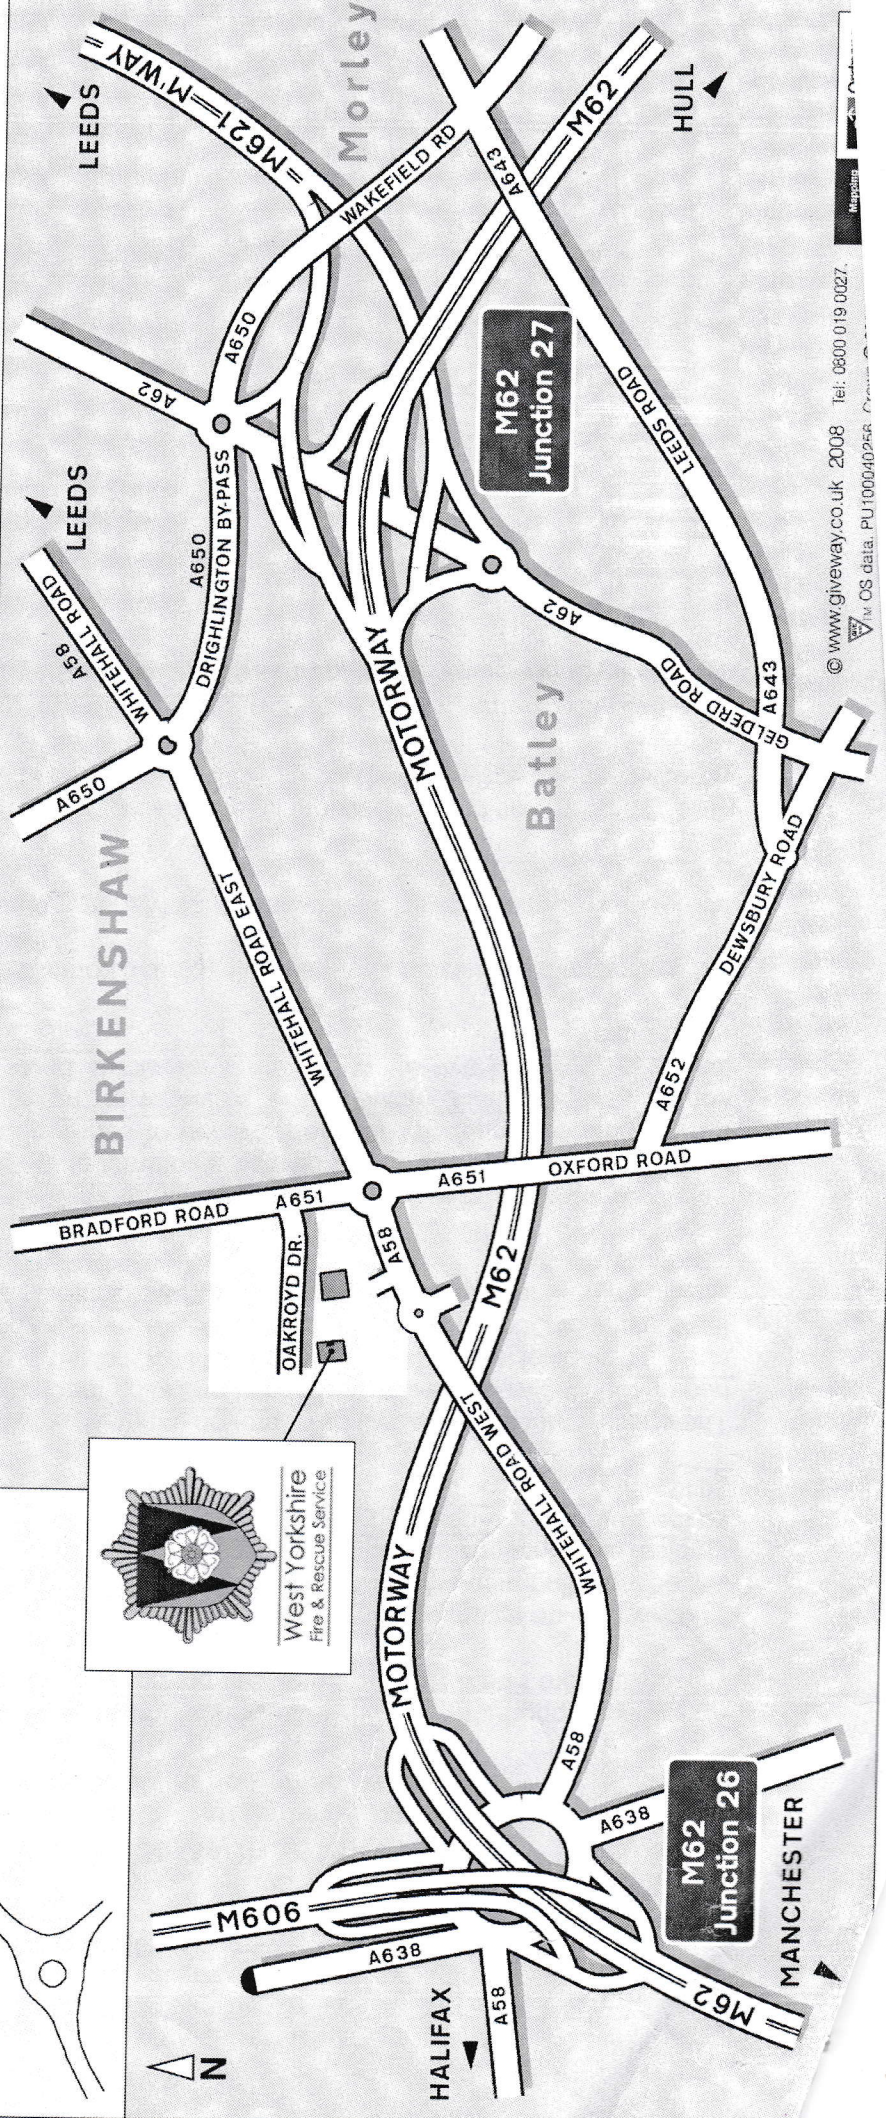 LEEDS
M'WAY
M621
Morley
WAKEFIELD RD
A643
M62
HULL
A650
A62
LEEDS
WHITEHALL ROAD
A58
A650
DRIGHLINGTON BY-PASS
M62
Junction 27
LEEDS ROAD
A62
GELDERD ROAD
A643
A650
BIRKENSHAW
WHITEHALL ROAD EAST
MOTORWAY
Batley
DEWSBURY ROAD
A652
BRADFORD ROAD
A651
A651
OXFORD ROAD
OAKROYD DR.
A58
M62
West Yorkshire
Fire & Rescue Service
WHITEHALL ROAD WEST
MOTORWAY
A58
A638
M62
Junction 26
MANCHESTER
M606
A638
A58
HALIFAX
M62
N
© www.giveway.co.uk 2008 Tel: 0800 019 0027.
TM OS data. PU100040256
Mapping